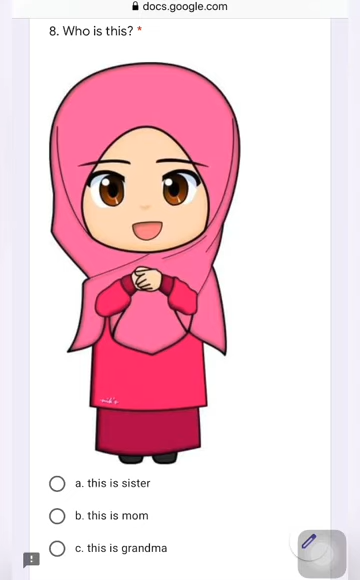 docs.google.com
8. Who is this? *
a. this is sister
b. this is mom
c. this is grandma